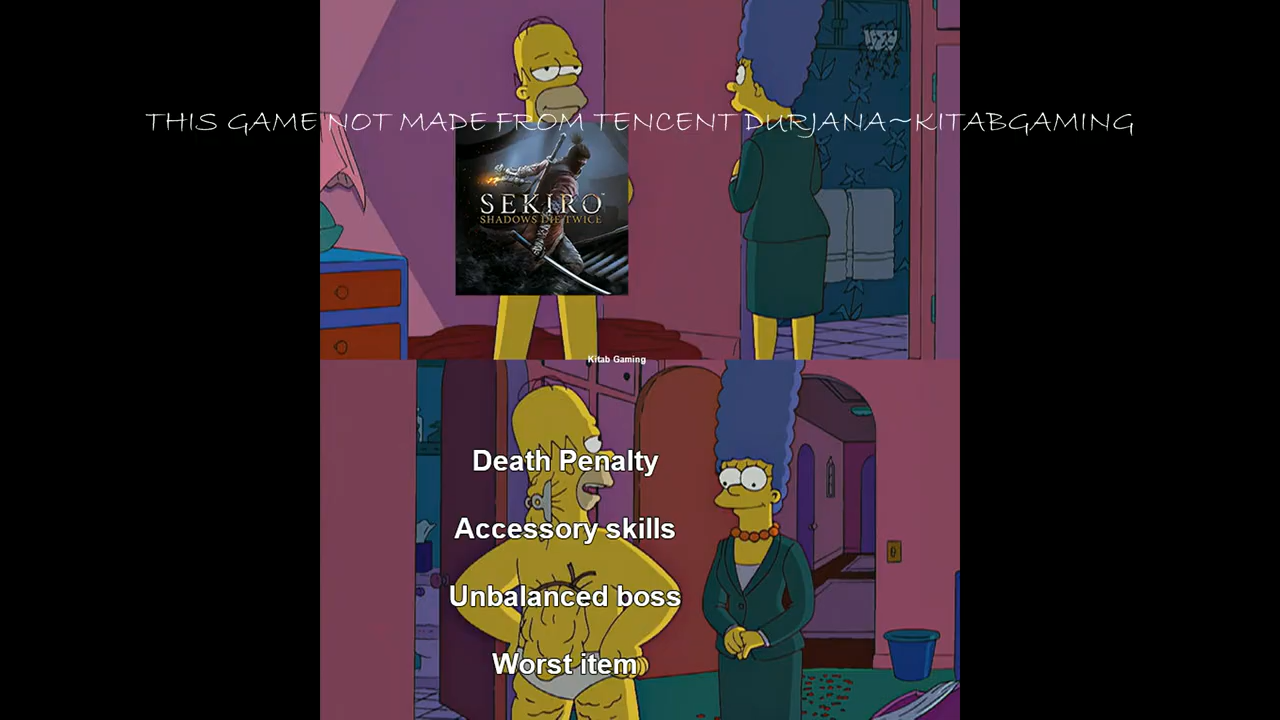 THIS GAME NOT MADE FROM TENCENT DURJANA~KITABGAMING
SEKIRO™
SHADOWS DIE TWICE
Kitab Gaming
Death Penalty
Accessory skills
Unbalanced boss
Worst item